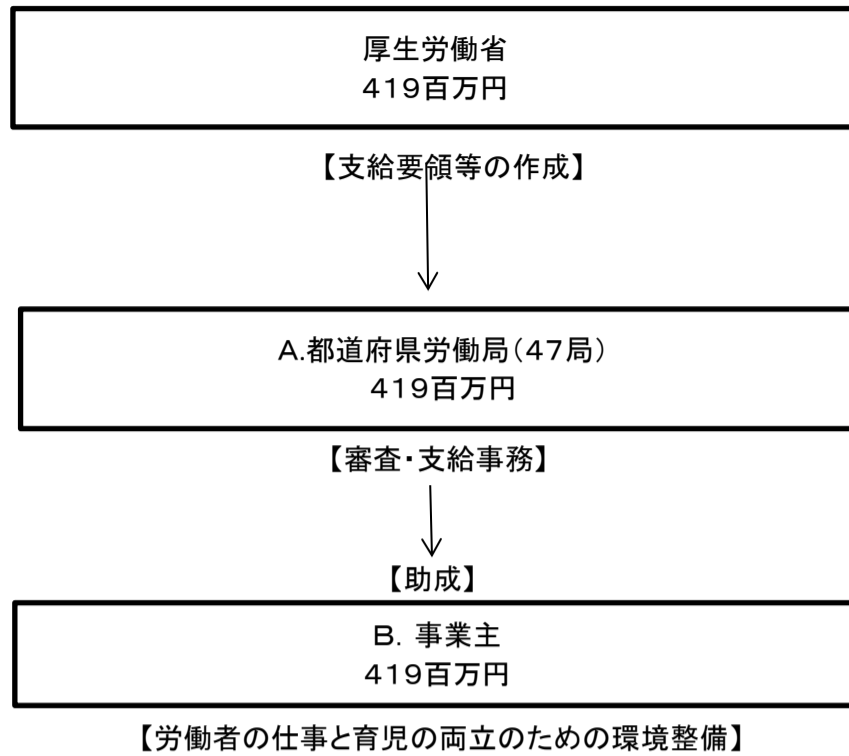 厚生労働省
４１９百万円
【支給要領等の作成】
Ａ.都道府県労働局（４７局）
４１９百万円
【審査・支給事務】
【助成】
Ｂ．事業主
４１９百万円
【労働者の仕事と育児の両立のための環境整備】